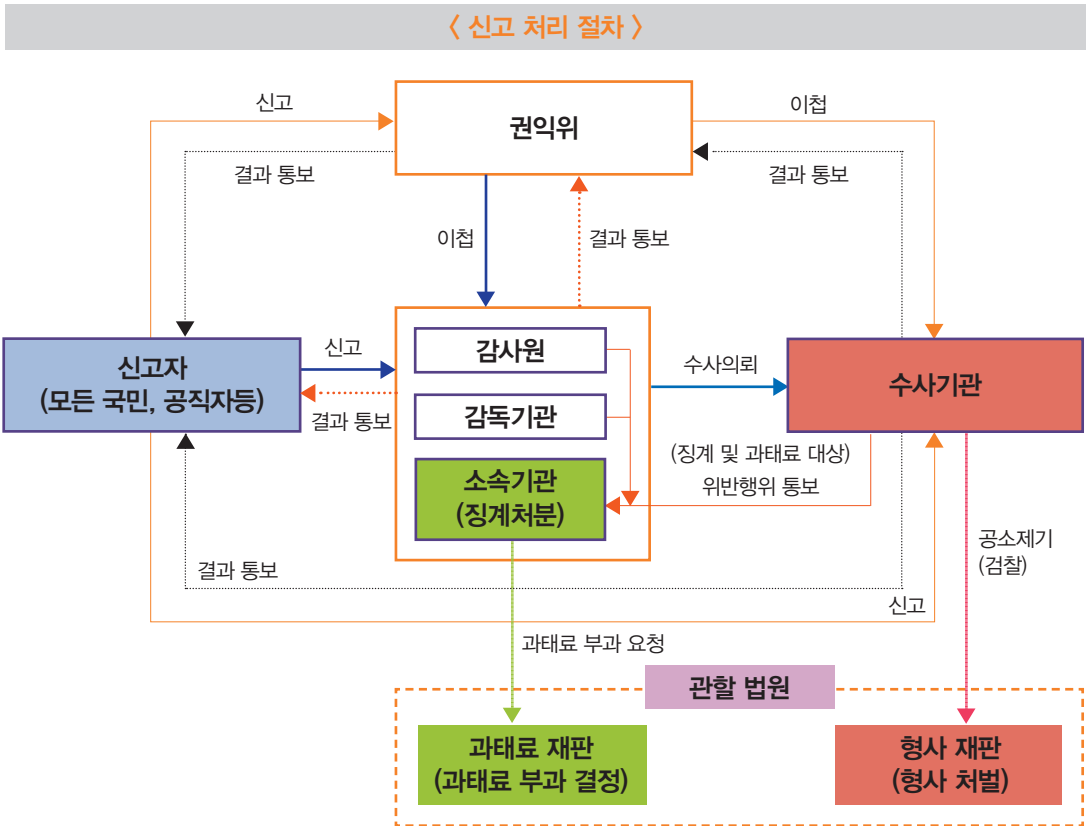 < 신고 처리 절차 >
신고
권익위
이첩
결과 통보
결과 통보
이첩
결과 통보
신고자
(모든 국민, 공직자등)
신고
결과 통보
감사원
감독기관
소속기관
(징계처분)
수사의뢰
수사기관
(징계 및 과태료 대상)
위반행위 통보
결과 통보
신고
공소제기
(검찰)
과태료 부과 요청
관할 법원
과태료 재판
(과태료 부과 결정)
형사 재판
(형사 처벌)